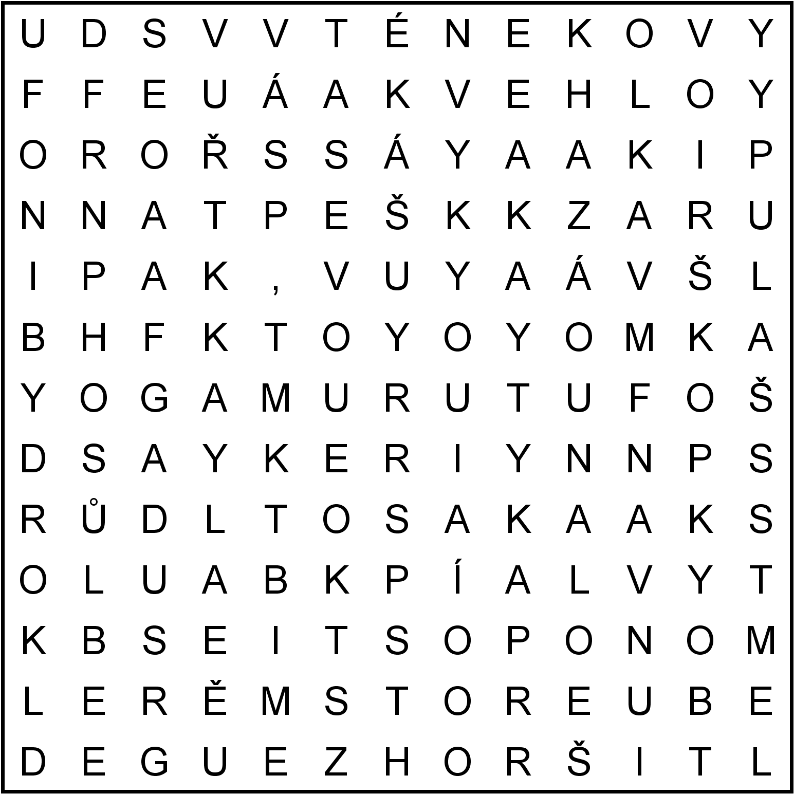 U D S V V T É N E K O V Y
F F E U Á A K V E H L O Y
O R O Ř S S Á Y A A K I P
N N A T P E Š K K Z A R U
I P A K , V U Y A Á V Š L
B H F K T O Y O Y O M K A
Y O G A M U R U T U F O Š
D S A Y K E R I Y N N P S
R Ů D L T O S A K A A K S
O L U A B K P Í A L V Y T
K B S E I T S O P O N O M
L E R Ě M S T O R E U B E
D E G U E Z H O R Š I T L